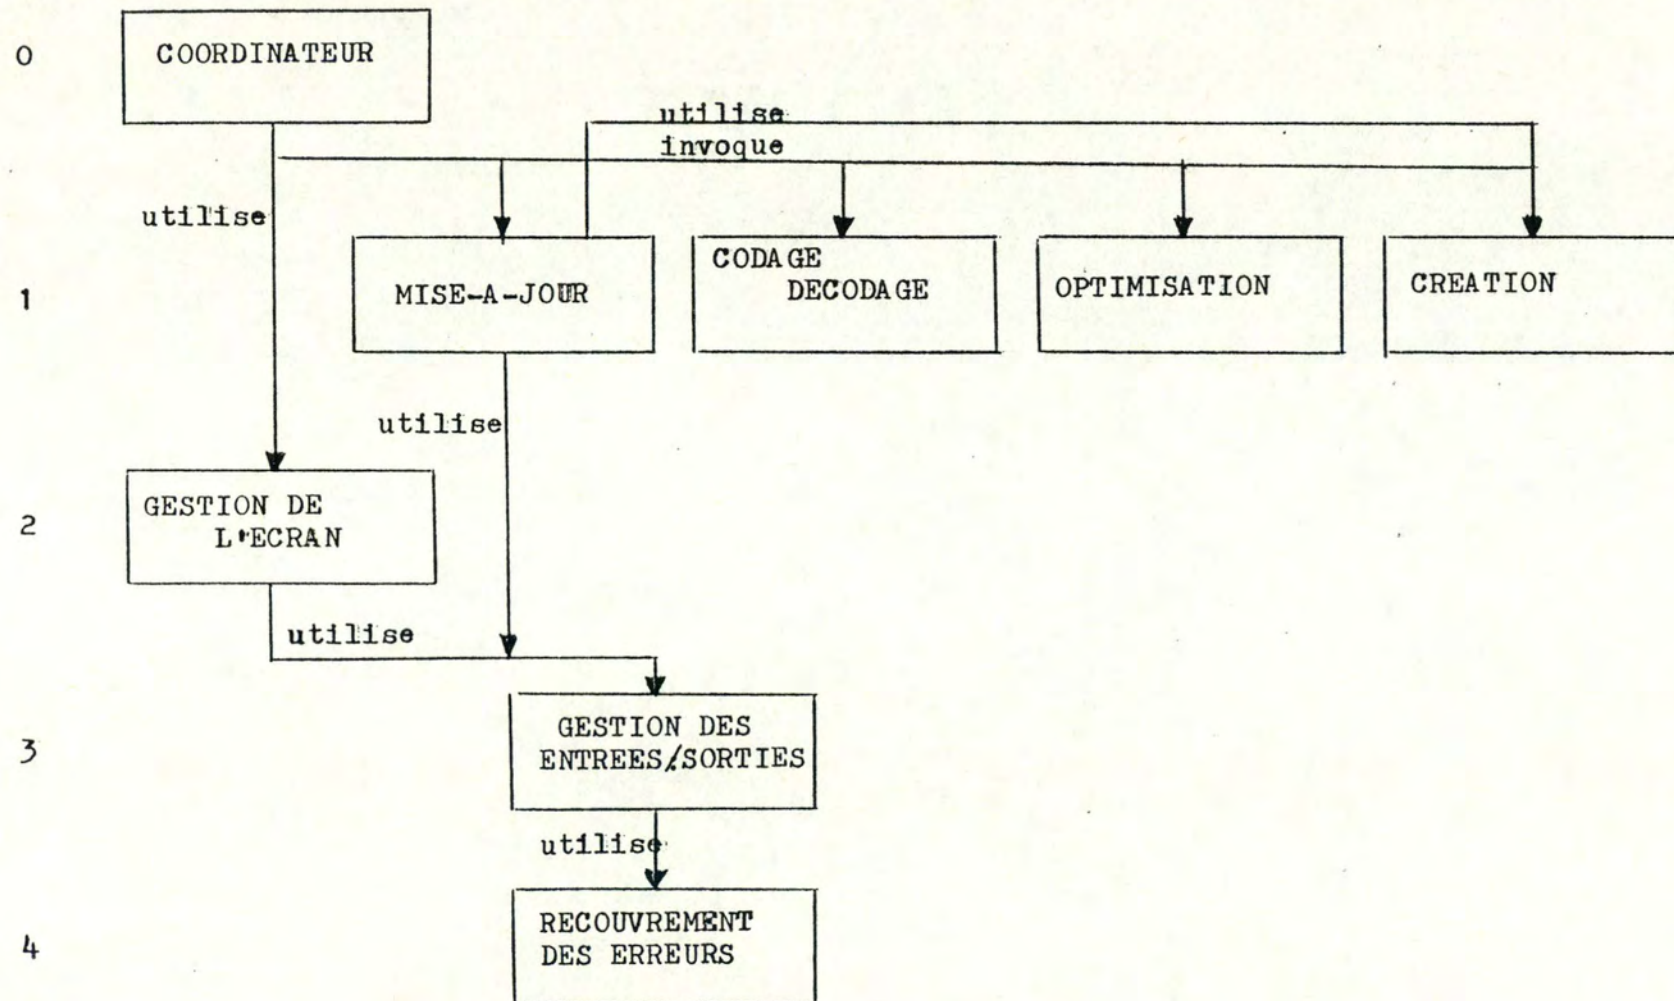 0
COORDINATEUR
utilise
invoque
utilise
1
MISE-A-JOUR
CODAGE
DECODAGE
OPTIMISATION
CREATION
utilise
2
GESTION DE
L'ECRAN
utilise
3
GESTION DES
ENTREES/SORTIES
utilise
4
RECOUVREMENT
DES ERREURS